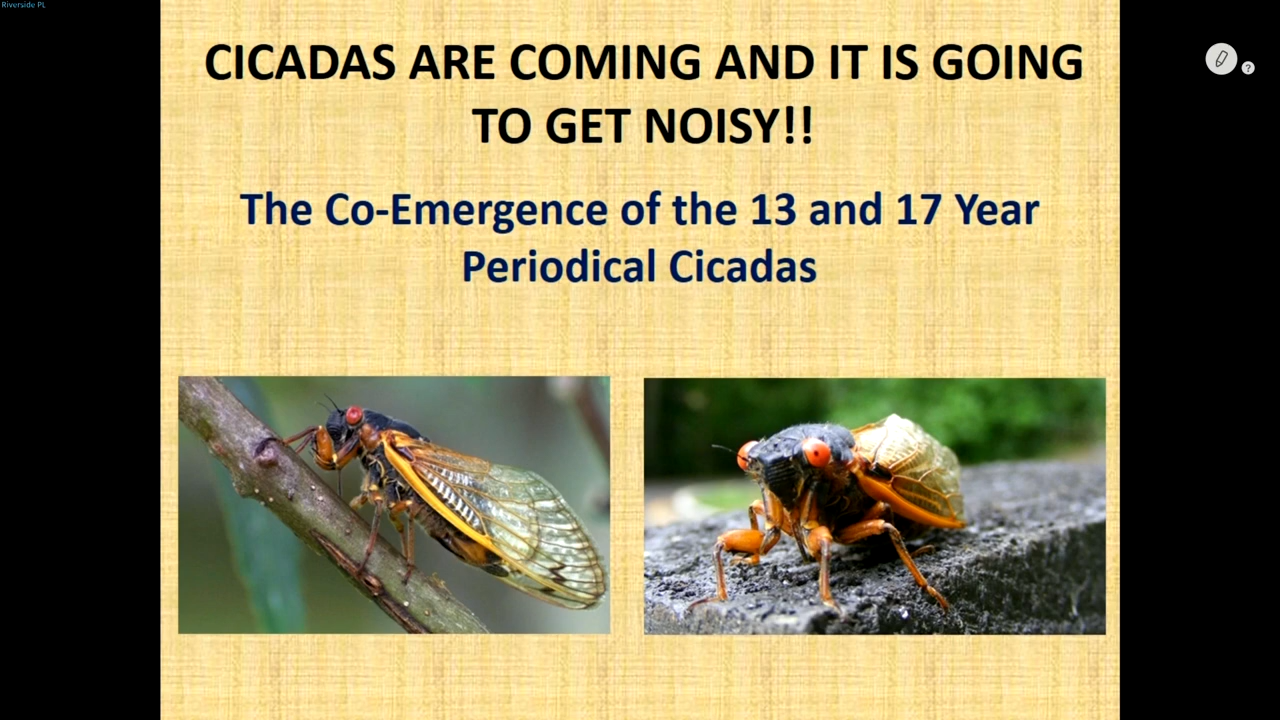 Riverside PL
CICADAS ARE COMING AND IT IS GOING
TO GET NOISY!!
The Co-Emergence of the 13 and 17 Year
Periodical Cicadas
?